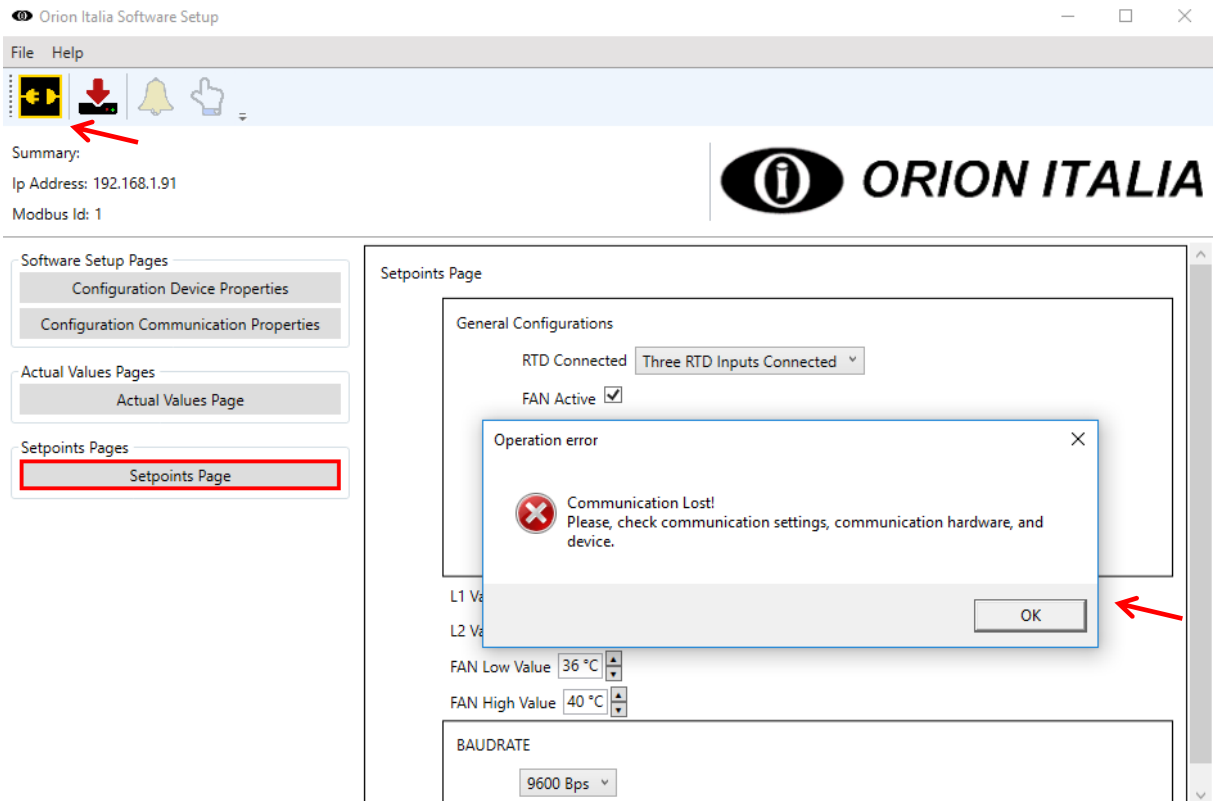 Orion Italia Software Setup
File Help
Summary:
Ip Address: 192.168.1.91
Modbus Id: 1
ORION ITALIA
Software Setup Pages
Configuration Device Properties
Configuration Communication Properties
Actual Values Pages
Actual Values Page
Setpoints Pages
Setpoints Page
Setpoints Page
General Configurations
RTD Connected Three RTD Inputs Connected
FAN Active
Operation error
Communication Lost!
Please, check communication settings, communication hardware, and
device.
OK
L1
L2
FAN Low Value 36 °C
FAN High Value 40 °C
BAUDRATE
9600 Bps